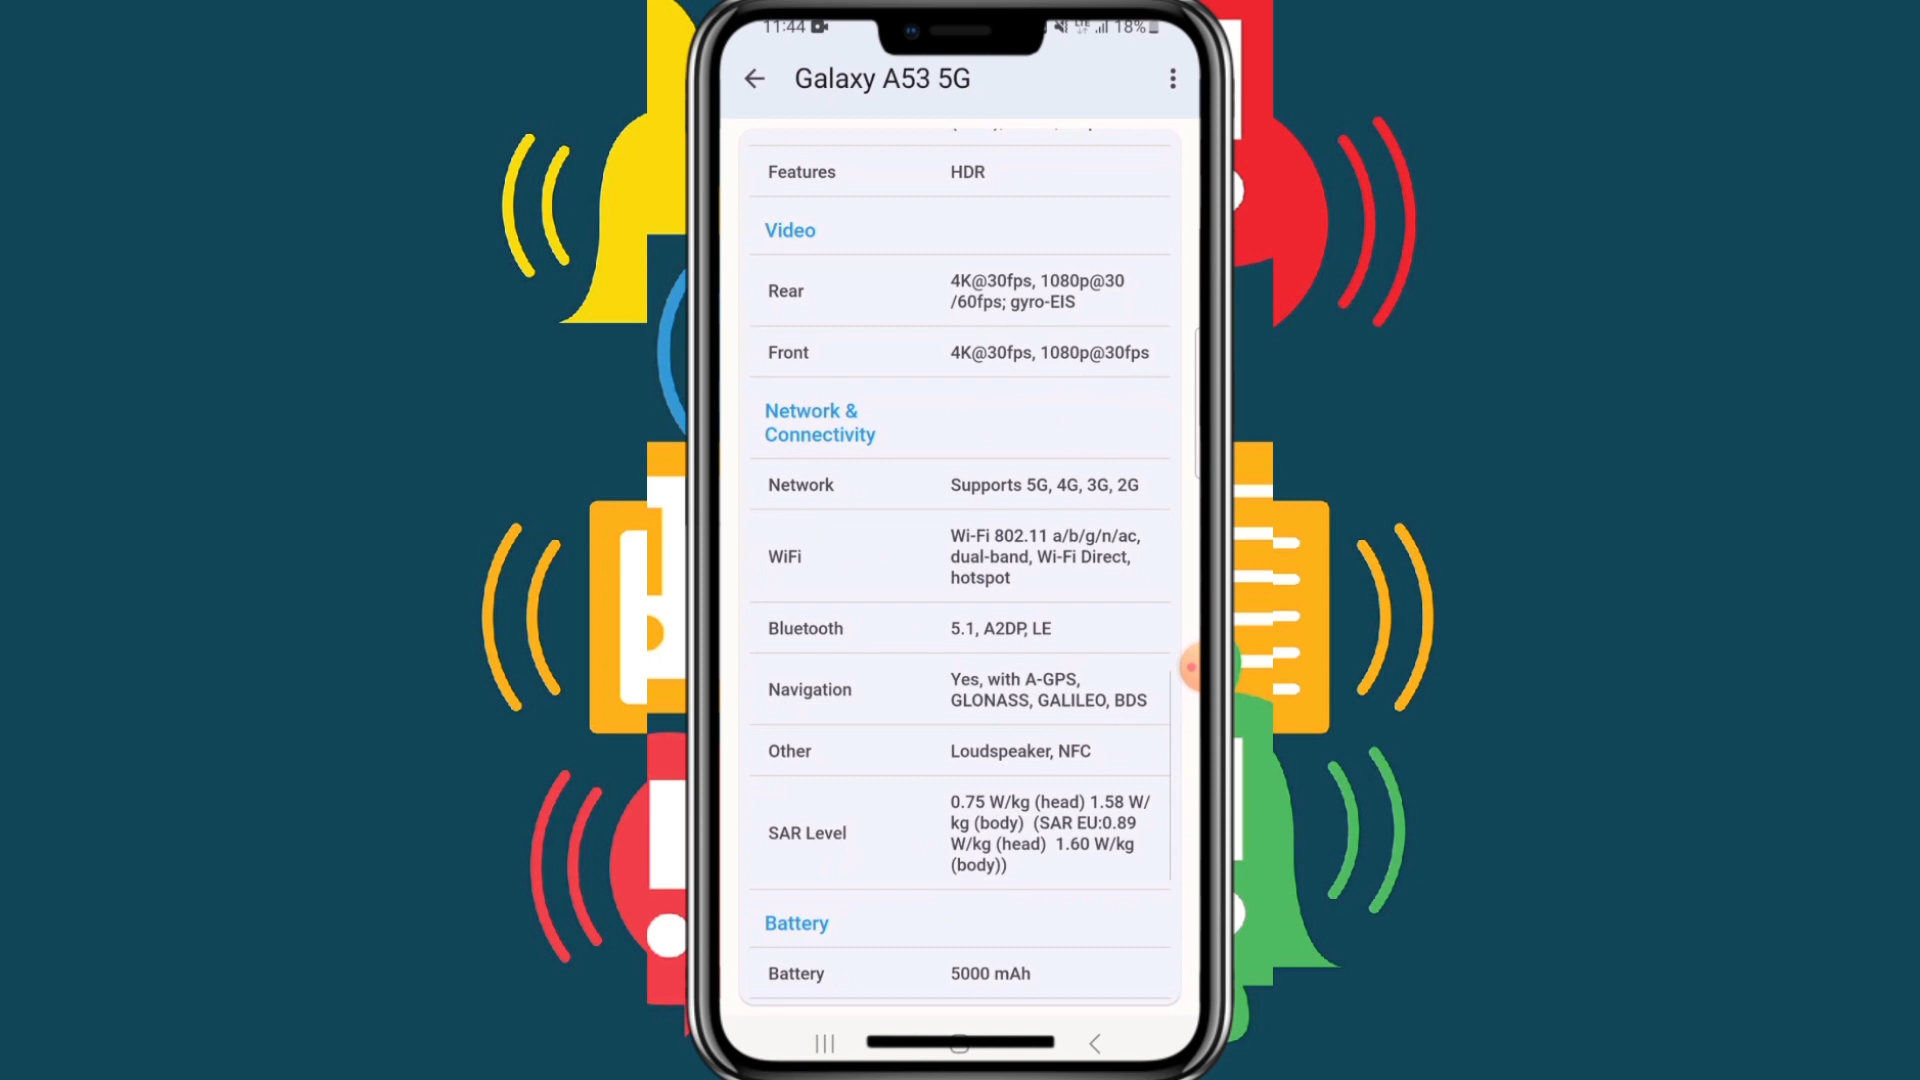 11:44
LTE
18%
Galaxy A53 5G
Features HDR
Video
Rear 4K@30fps, 1080p@30
/60fps; gyro-EIS
Front 4K@30fps, 1080p@30fps
Network &
Connectivity
Network Supports 5G, 4G, 3G, 2G
WiFi Wi-Fi 802.11 a/b/g/n/ac,
dual-band, Wi-Fi Direct,
hotspot
Bluetooth 5.1, A2DP, LE
Navigation Yes, with A-GPS,
GLONASS, GALILEO, BDS
Other Loudspeaker, NFC
SAR Level 0.75 W/kg (head) 1.58 W/
kg (body) (SAR EU:0.89
W/kg (head) 1.60 W/kg
(body))
Battery
Battery 5000 mAh